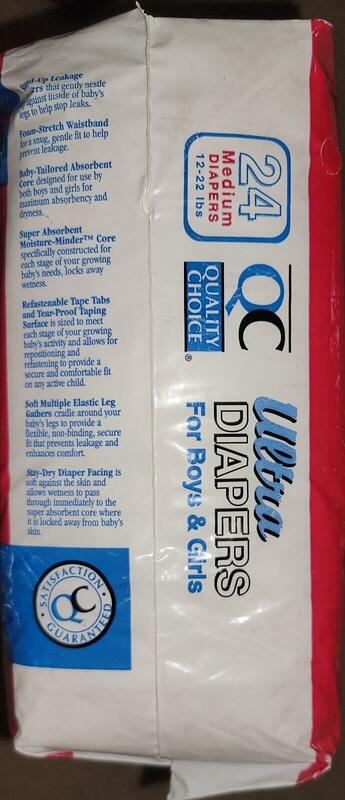 Stand-Up Leakage
that gently nestle
against inside of baby's
legs to help stop leaks.
Foam-Stretch Waistband
for a snug, gentle fit to help
prevent leakage.
Baby-Tailored Absorbent
Core designed for use by
both boys and girls for
maximum absorbency and
dryness.
Super Absorbent
Moisture-Minder™ Core
specifically constructed for
each stage of your growing
baby's needs, locks away
wetness.
Refastenable Tape Tabs
and Tear-Proof Taping
Surface is sized to meet
each stage of your growing
baby's activity and allows for
repositioning and
refastening to provide a
secure and comfortable fit
on any active child.
Soft Multiple Elastic Leg
Gathers cradle around your
baby's legs to provide a
flexible, non-binding, secure
fit that prevents leakage and
enhances comfort.
Stay-Dry Diaper Facing is
soft against the skin and
allows wetness to pass
through immediately to the
super absorbent core where
it is locked away from baby's
skin.
• SATISFACTION •
QC
GUARANTEED
24
Medium
DIAPERS
12-22 lbs
QC
QUALITY
CHOICE®
Ultra
DIAPERS
For Boys & Girls